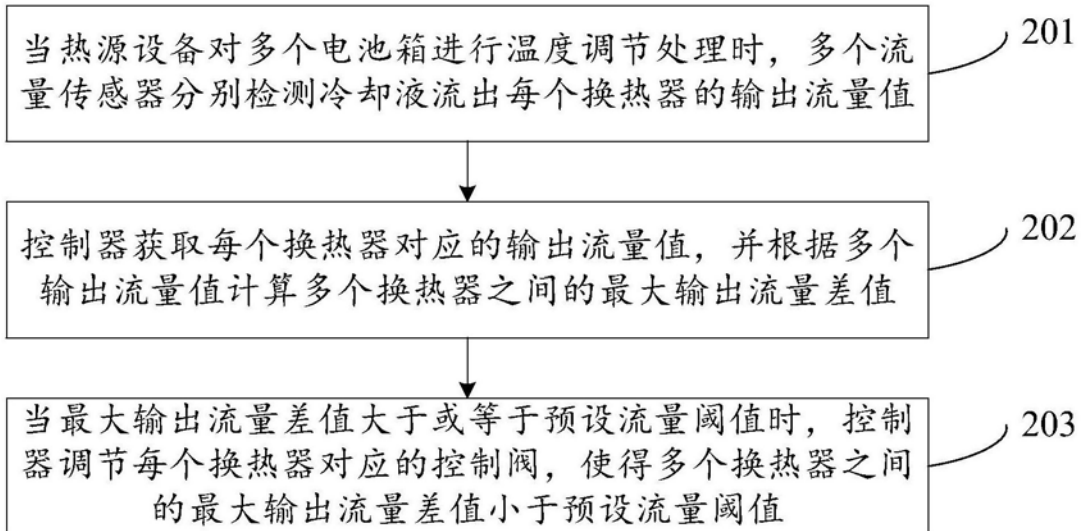 当热源设备对多个电池箱进行温度调节处理时，多个流
量传感器分别检测冷却液流出每个换热器的输出流量值
201
控制器获取每个换热器对应的输出流量值，并根据多个
输出流量值计算多个换热器之间的最大输出流量差值
202
当最大输出流量差值大于或等于预设流量阈值时，控制
器调节每个换热器对应的控制阀，使得多个换热器之间
的最大输出流量差值小于预设流量阈值
203